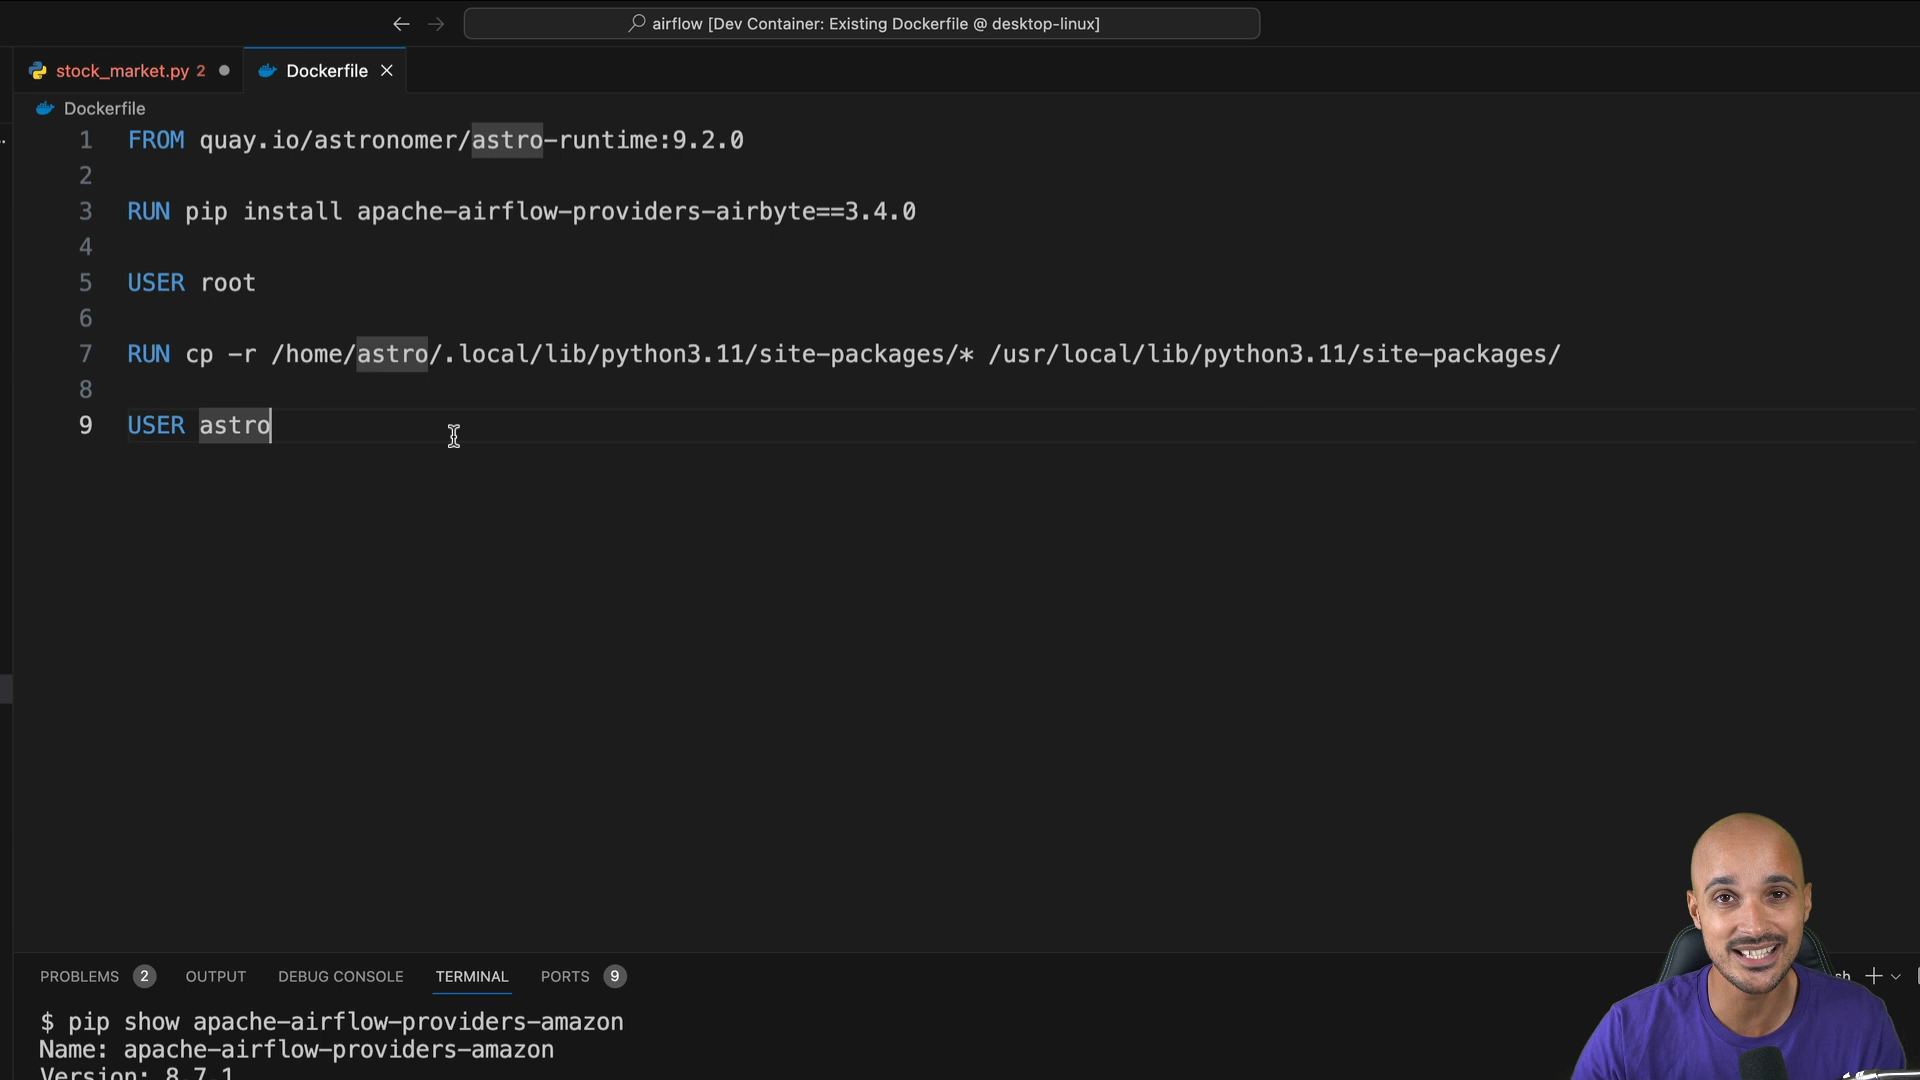 airflow [Dev Container: Existing Dockerfile @ desktop-linux]
stock_market.py 2
Dockerfile
Dockerfile
1 FROM quay.io/astronomer/astro-runtime:9.2.0
2
3 RUN pip install apache-airflow-providers-airbyte==3.4.0
4
5 USER root
6
7 RUN cp -r /home/astro/.local/lib/python3.11/site-packages/* /usr/local/lib/python3.11/site-packages/
8
9 USER astro
PROBLEMS 2 OUTPUT DEBUG CONSOLE TERMINAL PORTS 9
$ pip show apache-airflow-providers-amazon
Name: apache-airflow-providers-amazon
Version: 8.7.1